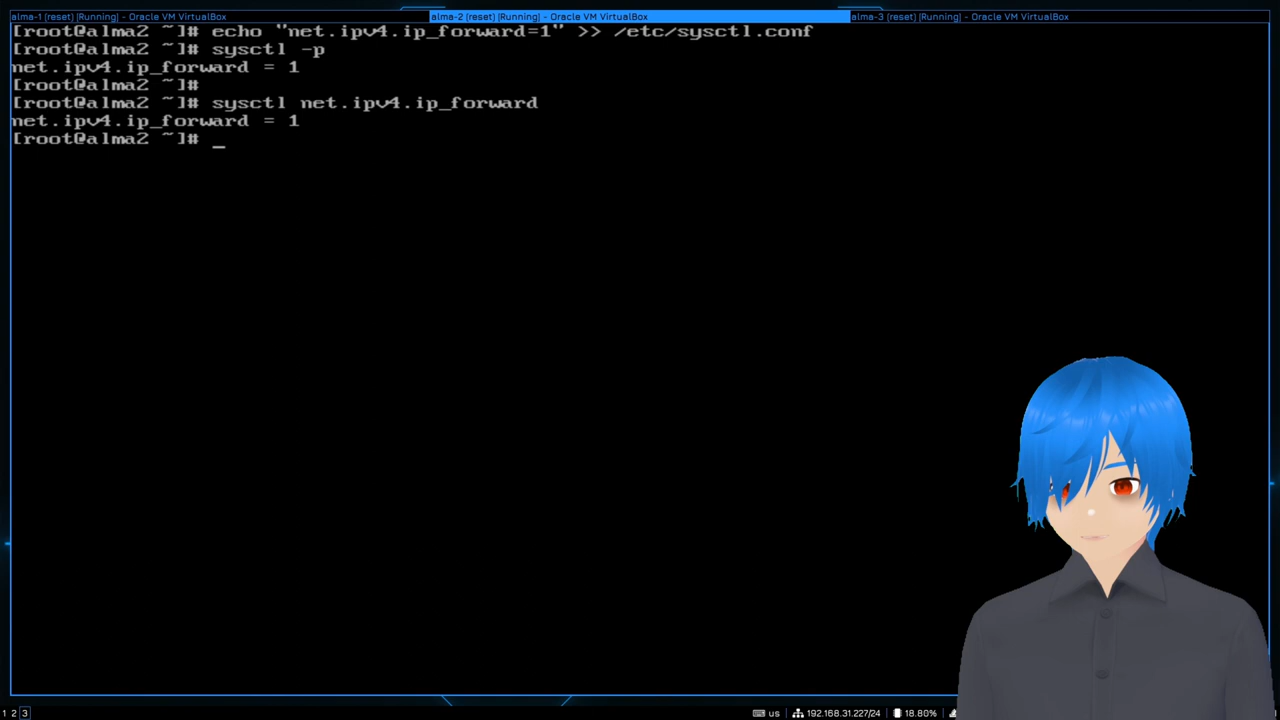 alma-1 (reset) [Running] - Oracle VM VirtualBox
alma-2 (reset) [Running] - Oracle VM VirtualBox
alma-3 (reset) [Running] - Oracle VM VirtualBox
[root@alma2 ~]# echo "net.ipv4.ip_forward=1" >> /etc/sysctl.conf
[root@alma2 ~]# sysctl -p
net.ipv4.ip_forward = 1
[root@alma2 ~]#
[root@alma2 ~]# sysctl net.ipv4.ip_forward
net.ipv4.ip_forward = 1
[root@alma2 ~]# _
1 2 3
us | 192.168.31.227/24 | 18.80% |